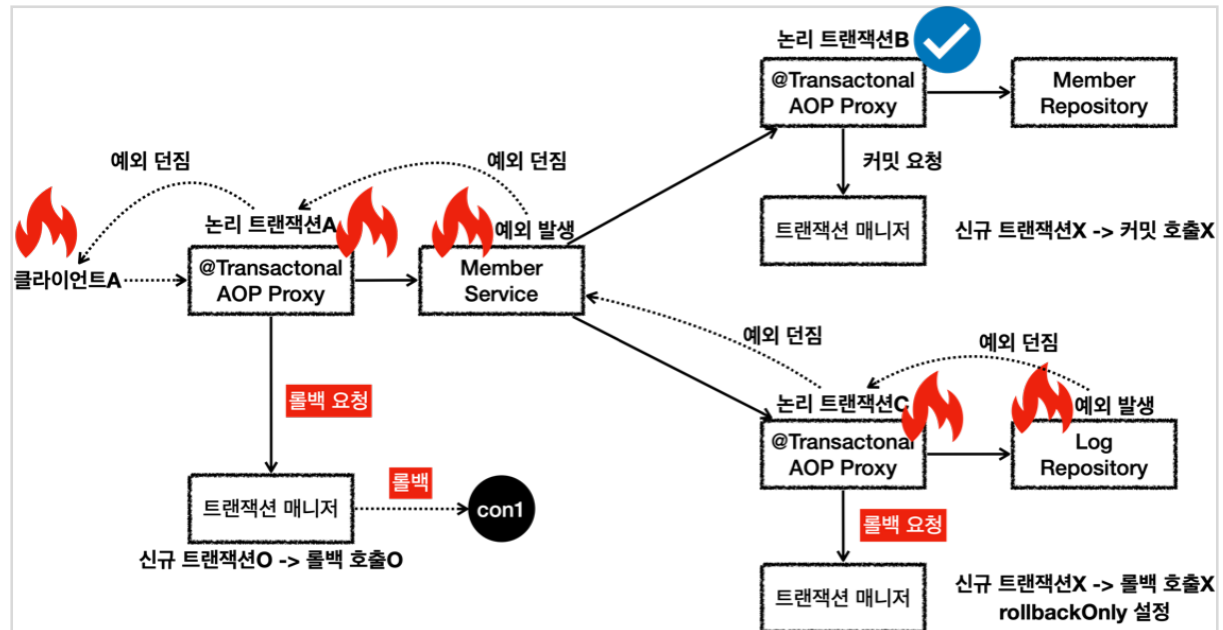 논리 트랜잭션B
@Transactonal
AOP Proxy
Member
Repository
커밋 요청
트랜잭션 매니저
신규 트랜잭션X -> 커밋 호출X
예외 던짐
예외 던짐
논리 트랜잭션A
예외 발생
클라이언트A
@Transactonal
AOP Proxy
Member
Service
예외 던짐
예외 던짐
롤백 요청
논리 트랜잭션C
예외 발생
@Transactonal
AOP Proxy
Log
Repository
롤백
트랜잭션 매니저
con1
롤백 요청
신규 트랜잭션O -> 롤백 호출O
트랜잭션 매니저
신규 트랜잭션X -> 롤백 호출X
rollbackOnly 설정